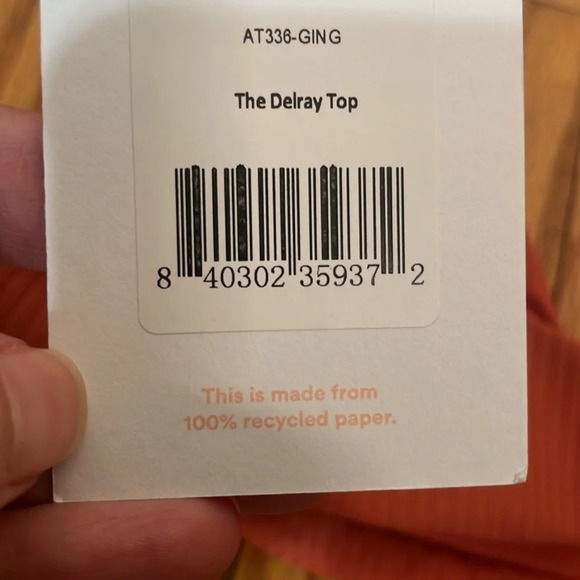 AT336-GING
The Delray Top
8 40302 35937 2
This is made from
100% recycled paper.